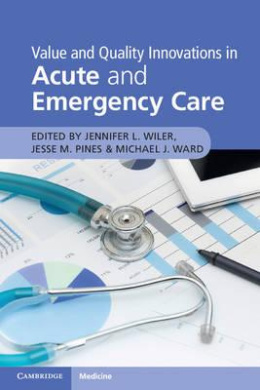 Value and Quality Innovations in
Acute and
Emergency Care
EDITED BY JENNIFER L. WILER,
JESSE M. PINES & MICHAEL J. WARD
CAMBRIDGE
Medicine